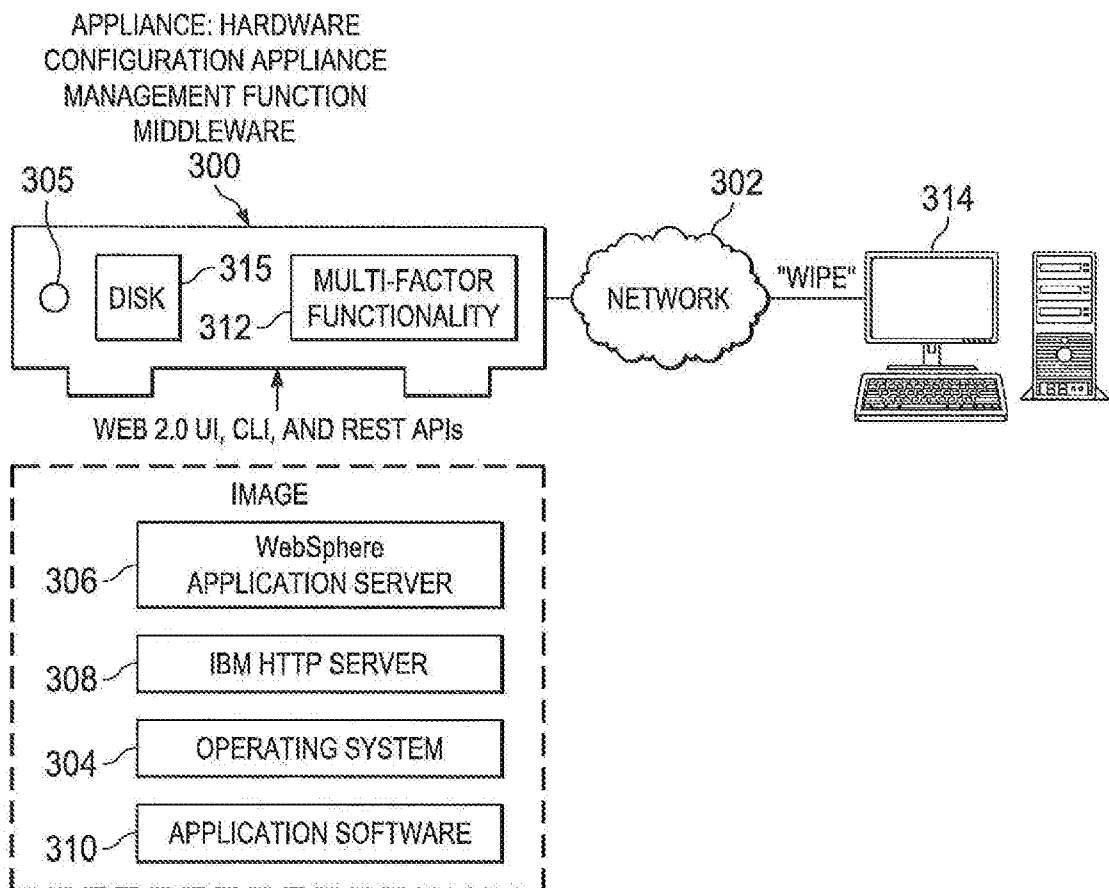 APPLIANCE: HARDWARE
CONFIGURATION APPLIANCE
MANAGEMENT FUNCTION
MIDDLEWARE
305
300
302
314
DISK
315
312
MULTI-FACTOR
FUNCTIONALITY
NETWORK
"WIPE"
WEB 2.0 UI, CLI, AND REST APIs
IMAGE
306
WebSphere
APPLICATION SERVER
308
IBM HTTP SERVER
304
OPERATING SYSTEM
310
APPLICATION SOFTWARE